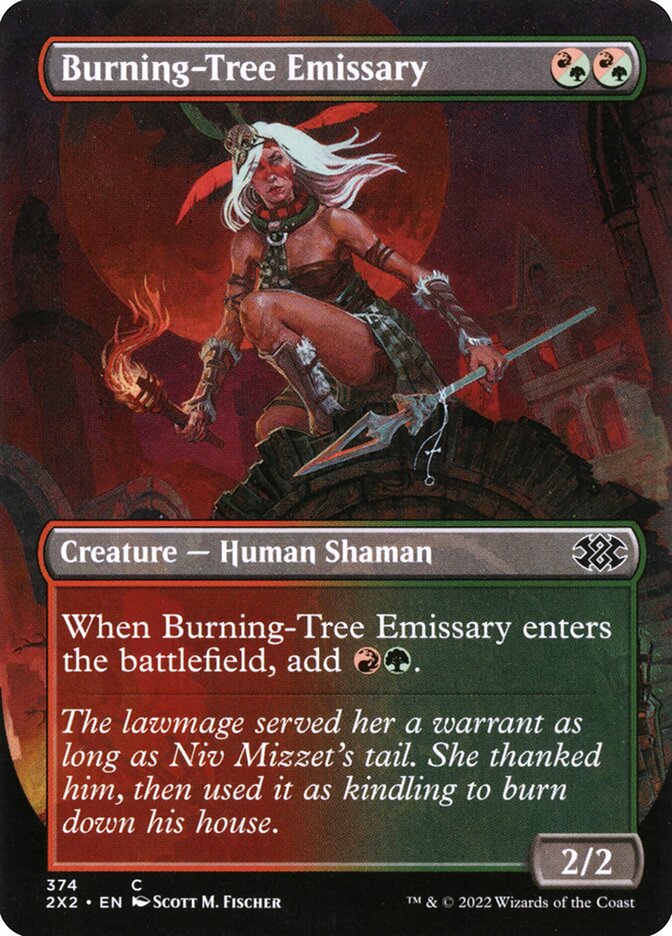 Burning-Tree Emissary
Creature — Human Shaman
When Burning-Tree Emissary enters
the battlefield, add .
The lawmage served her a warrant as
long as Niv Mizzet's tail. She thanked
him, then used it as kindling to burn
down his house.
2/2
374 C
2X2 • EN Scott M. Fischer
™ & © 2022 Wizards of the Coast